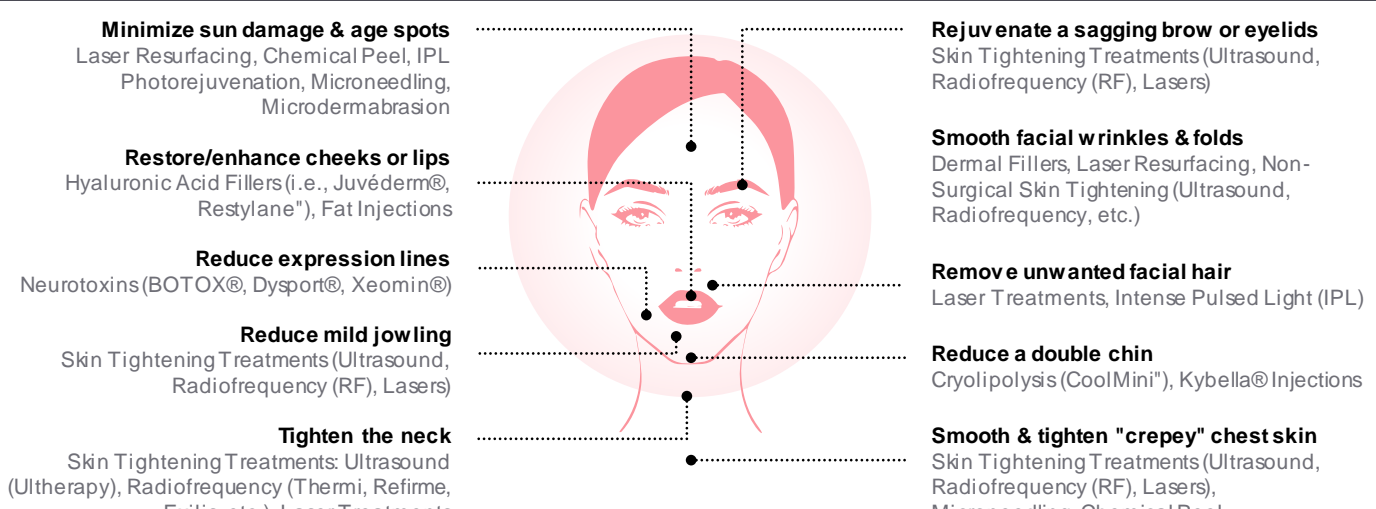 Minimize sun damage & age spots
Laser Resurfacing, Chemical Peel, IPL
Photorejuvenation, Microneedling,
Microdermabrasion
Restore/enhance cheeks or lips
Hyaluronic Acid Fillers (i.e., Juvéderm®,
Restylane"), Fat Injections
Reduce expression lines
Neurotoxins (BOTOX®, Dysport®, Xeomin®)
Reduce mild jowling
Skin Tightening Treatments (Ultrasound,
Radiofrequency (RF), Lasers)
Tighten the neck
Skin Tightening Treatments: Ultrasound
(Ultherapy), Radiofrequency (Thermi, Refirme,
Rejuvenate a sagging brow or eyelids
Skin Tightening Treatments (Ultrasound,
Radiofrequency (RF), Lasers)
Smooth facial wrinkles & folds
Dermal Fillers, Laser Resurfacing, Non-
Surgical Skin Tightening (Ultrasound,
Radiofrequency, etc.)
Remove unwanted facial hair
Laser Treatments, Intense Pulsed Light (IPL)
Reduce a double chin
Cryolipolysis (CoolMini"), Kybella® Injections
Smooth & tighten "crepey" chest skin
Skin Tightening Treatments (Ultrasound,
Radiofrequency (RF), Lasers),
Microneedling, Chemical Peel